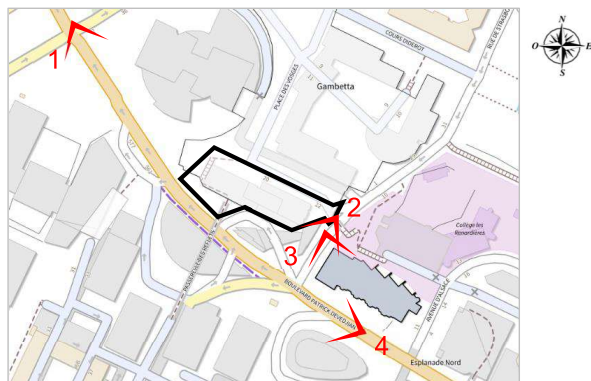 N
O E
S
COURS DIDEROT
RUE DE STRASB
PLACE DES VOSGES
Gambetta
1
2
3
4
Collège les
Renardières
BOULEVARD PATRICK DEVEDJIAN
AVENUE D'ALSACE
Esplanade Nord